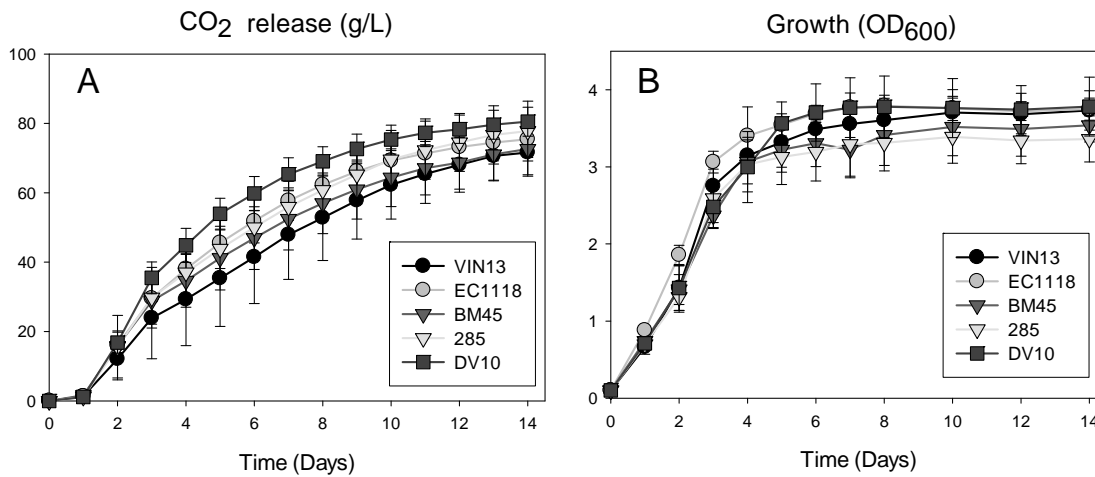 CO2 release (g/L)
A
100
80
60
40
20
0
VIN13
EC1118
BM45
285
DV10
0 2 4 6 8 10 12 14
Time (Days)
Growth (OD600)
B
4
3
2
1
0
VIN13
EC1118
BM45
285
DV10
0 2 4 6 8 10 12 14
Time (Days)